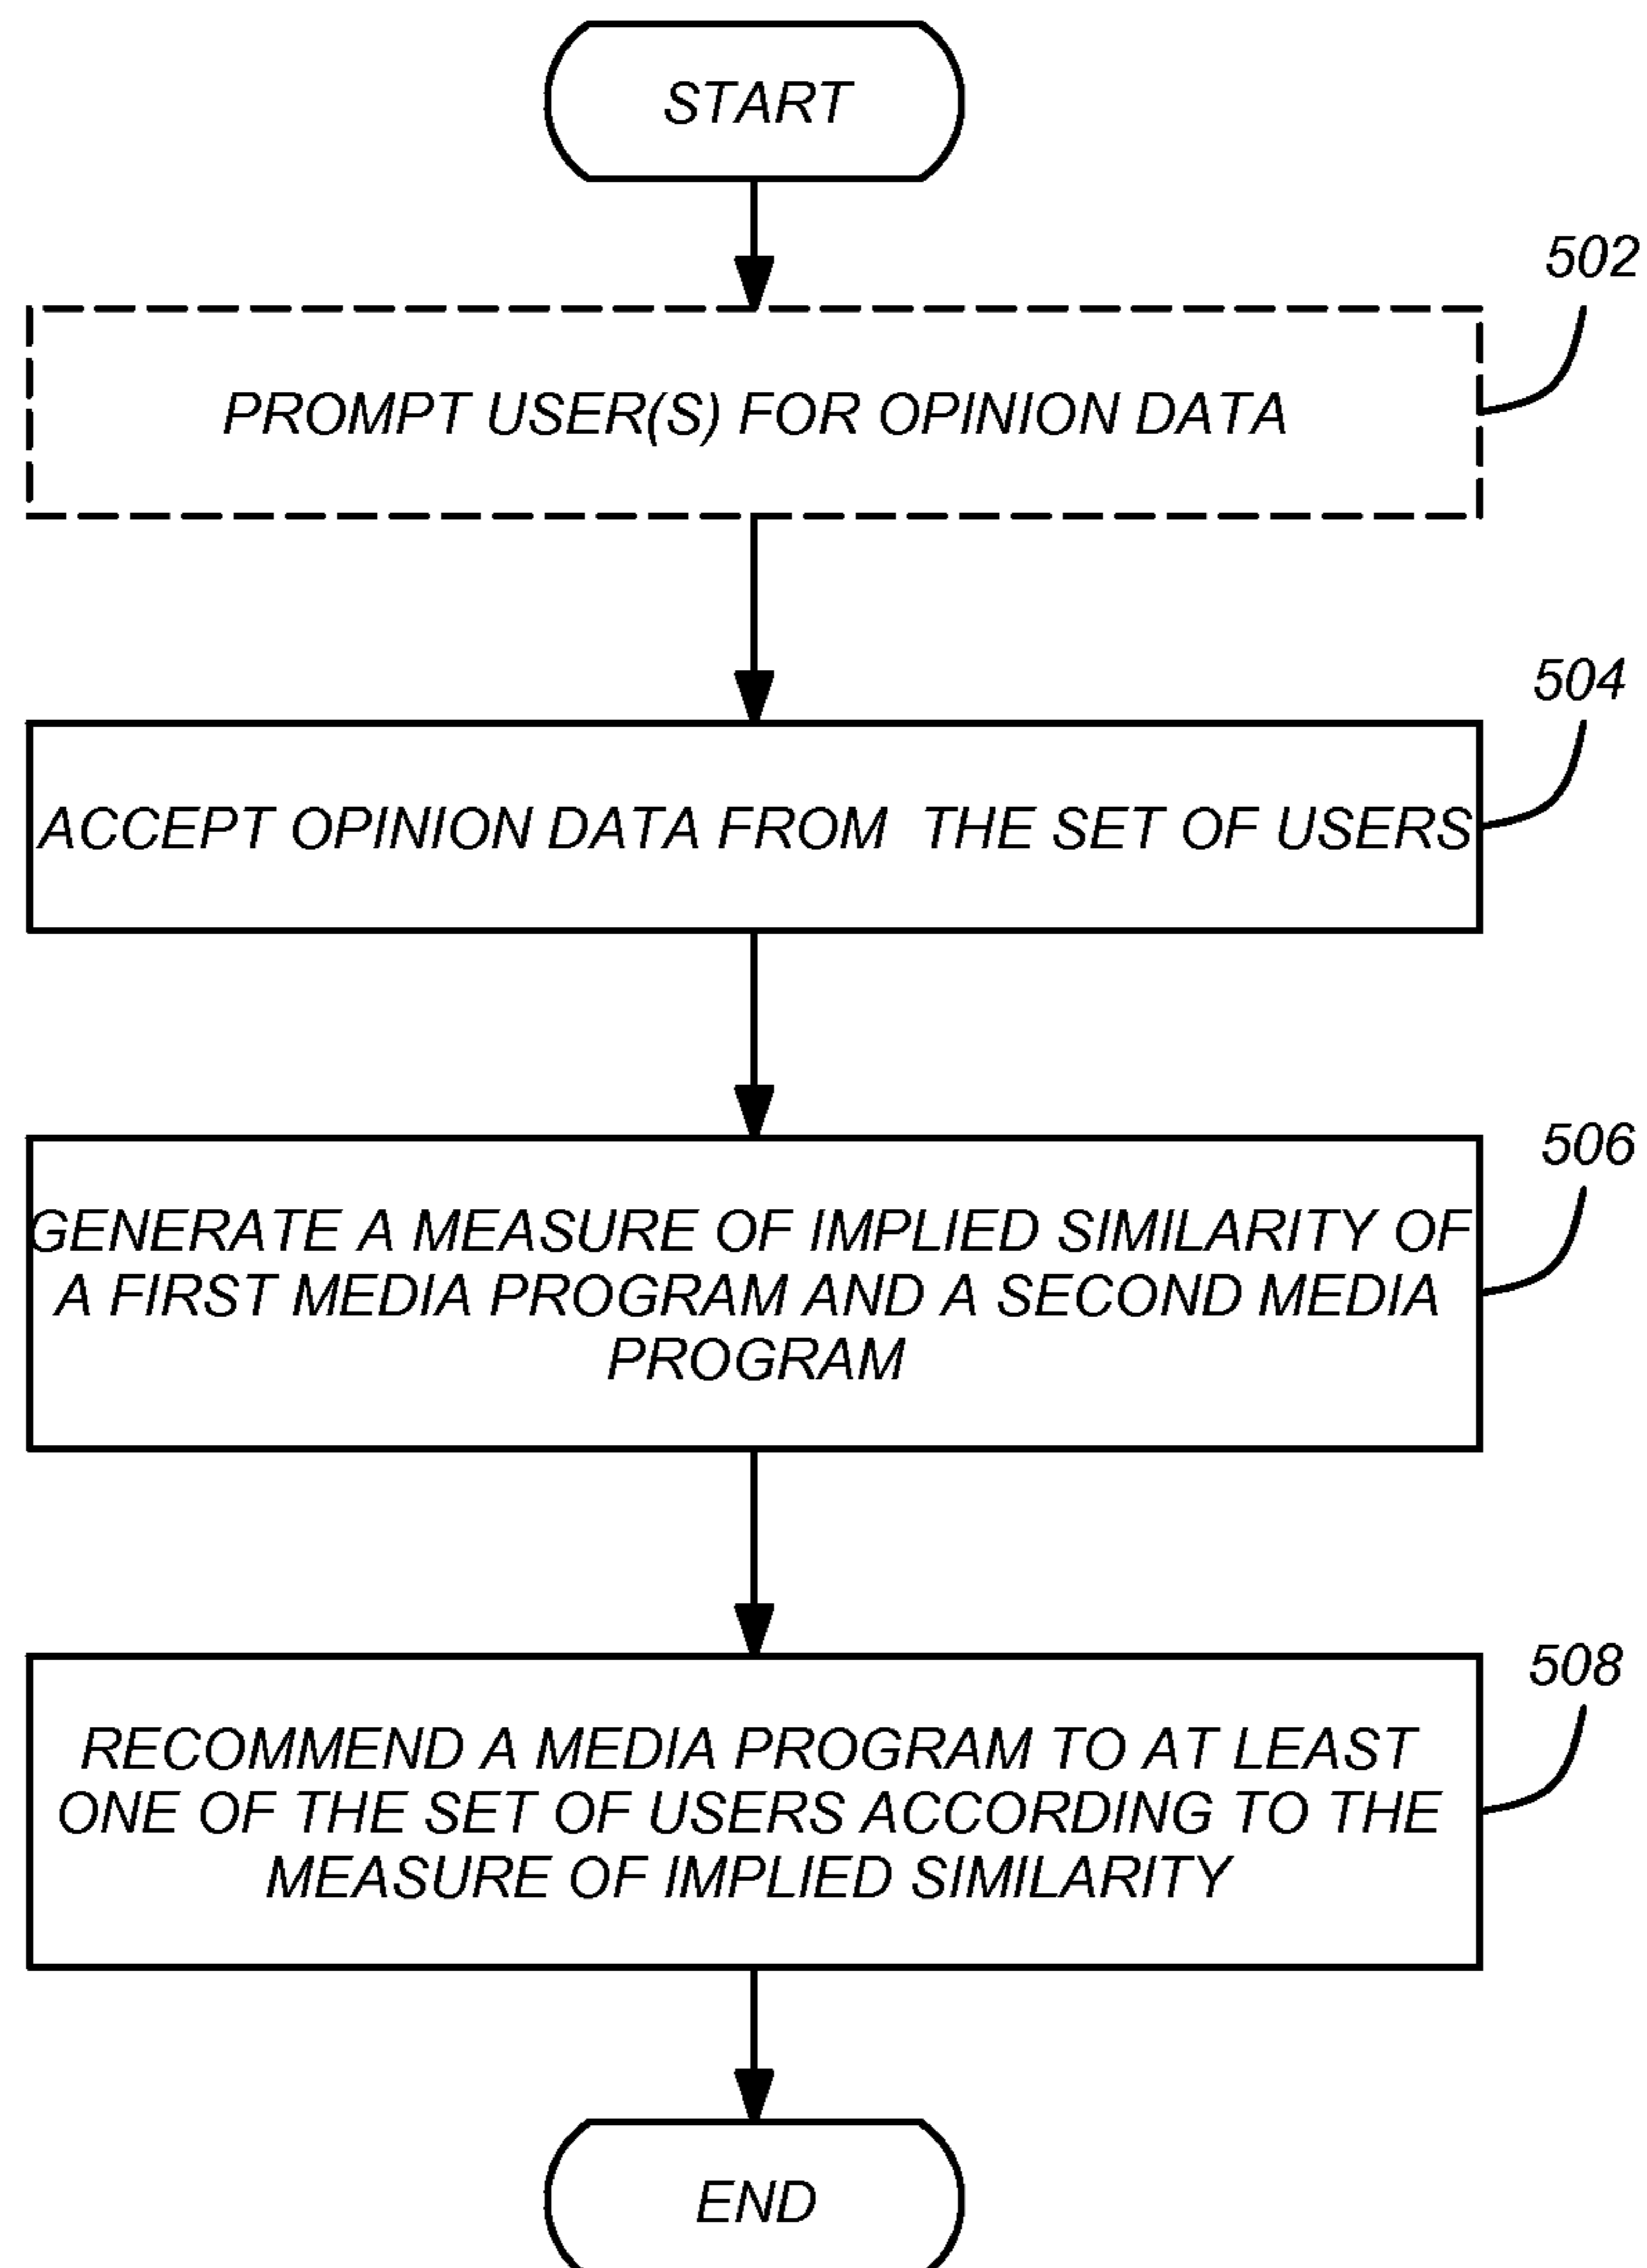 START
502
PROMPT USER(S) FOR OPINION DATA
504
ACCEPT OPINION DATA FROM THE SET OF USERS
506
GENERATE A MEASURE OF IMPLIED SIMILARITY OF
A FIRST MEDIA PROGRAM AND A SECOND MEDIA
PROGRAM
508
RECOMMEND A MEDIA PROGRAM TO AT LEAST
ONE OF THE SET OF USERS ACCORDING TO THE
MEASURE OF IMPLIED SIMILARITY
END